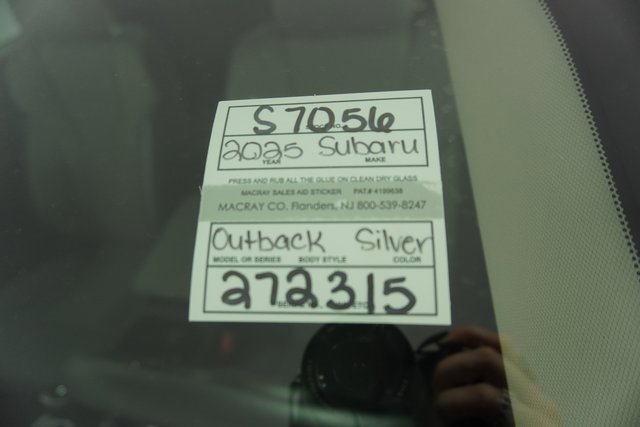 S7056
2025 Subaru
YEAR MAKE
PRESS AND RUB ALL THE GLUE ON CLEAN DRY GLASS
MACRAY SALES AID STICKER PAT.# 4199638
MACRAY CO. Flanders, NJ 800-539-8247
Outback Silver
MODEL OR SERIES BODY STYLE COLOR
272315